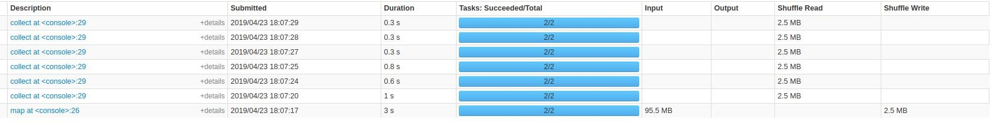 Description Submitted Duration Tasks: Succeeded/Total Input Output Shuffle Read Shuffle Write
collect at <console>:29 +details 2019/04/23 18:07:29 0.3 s 2/2 2.5 MB
collect at <console>:29 +details 2019/04/23 18:07:28 0.3 s 2/2 2.5 MB
collect at <console>:29 +details 2019/04/23 18:07:27 0.3 s 2/2 2.5 MB
collect at <console>:29 +details 2019/04/23 18:07:25 0.8 s 2/2 2.5 MB
collect at <console>:29 +details 2019/04/23 18:07:24 0.6 s 2/2 2.5 MB
collect at <console>:29 +details 2019/04/23 18:07:20 1 s 2/2 2.5 MB
map at <console>:26 +details 2019/04/23 18:07:17 3 s 2/2 95.5 MB 2.5 MB